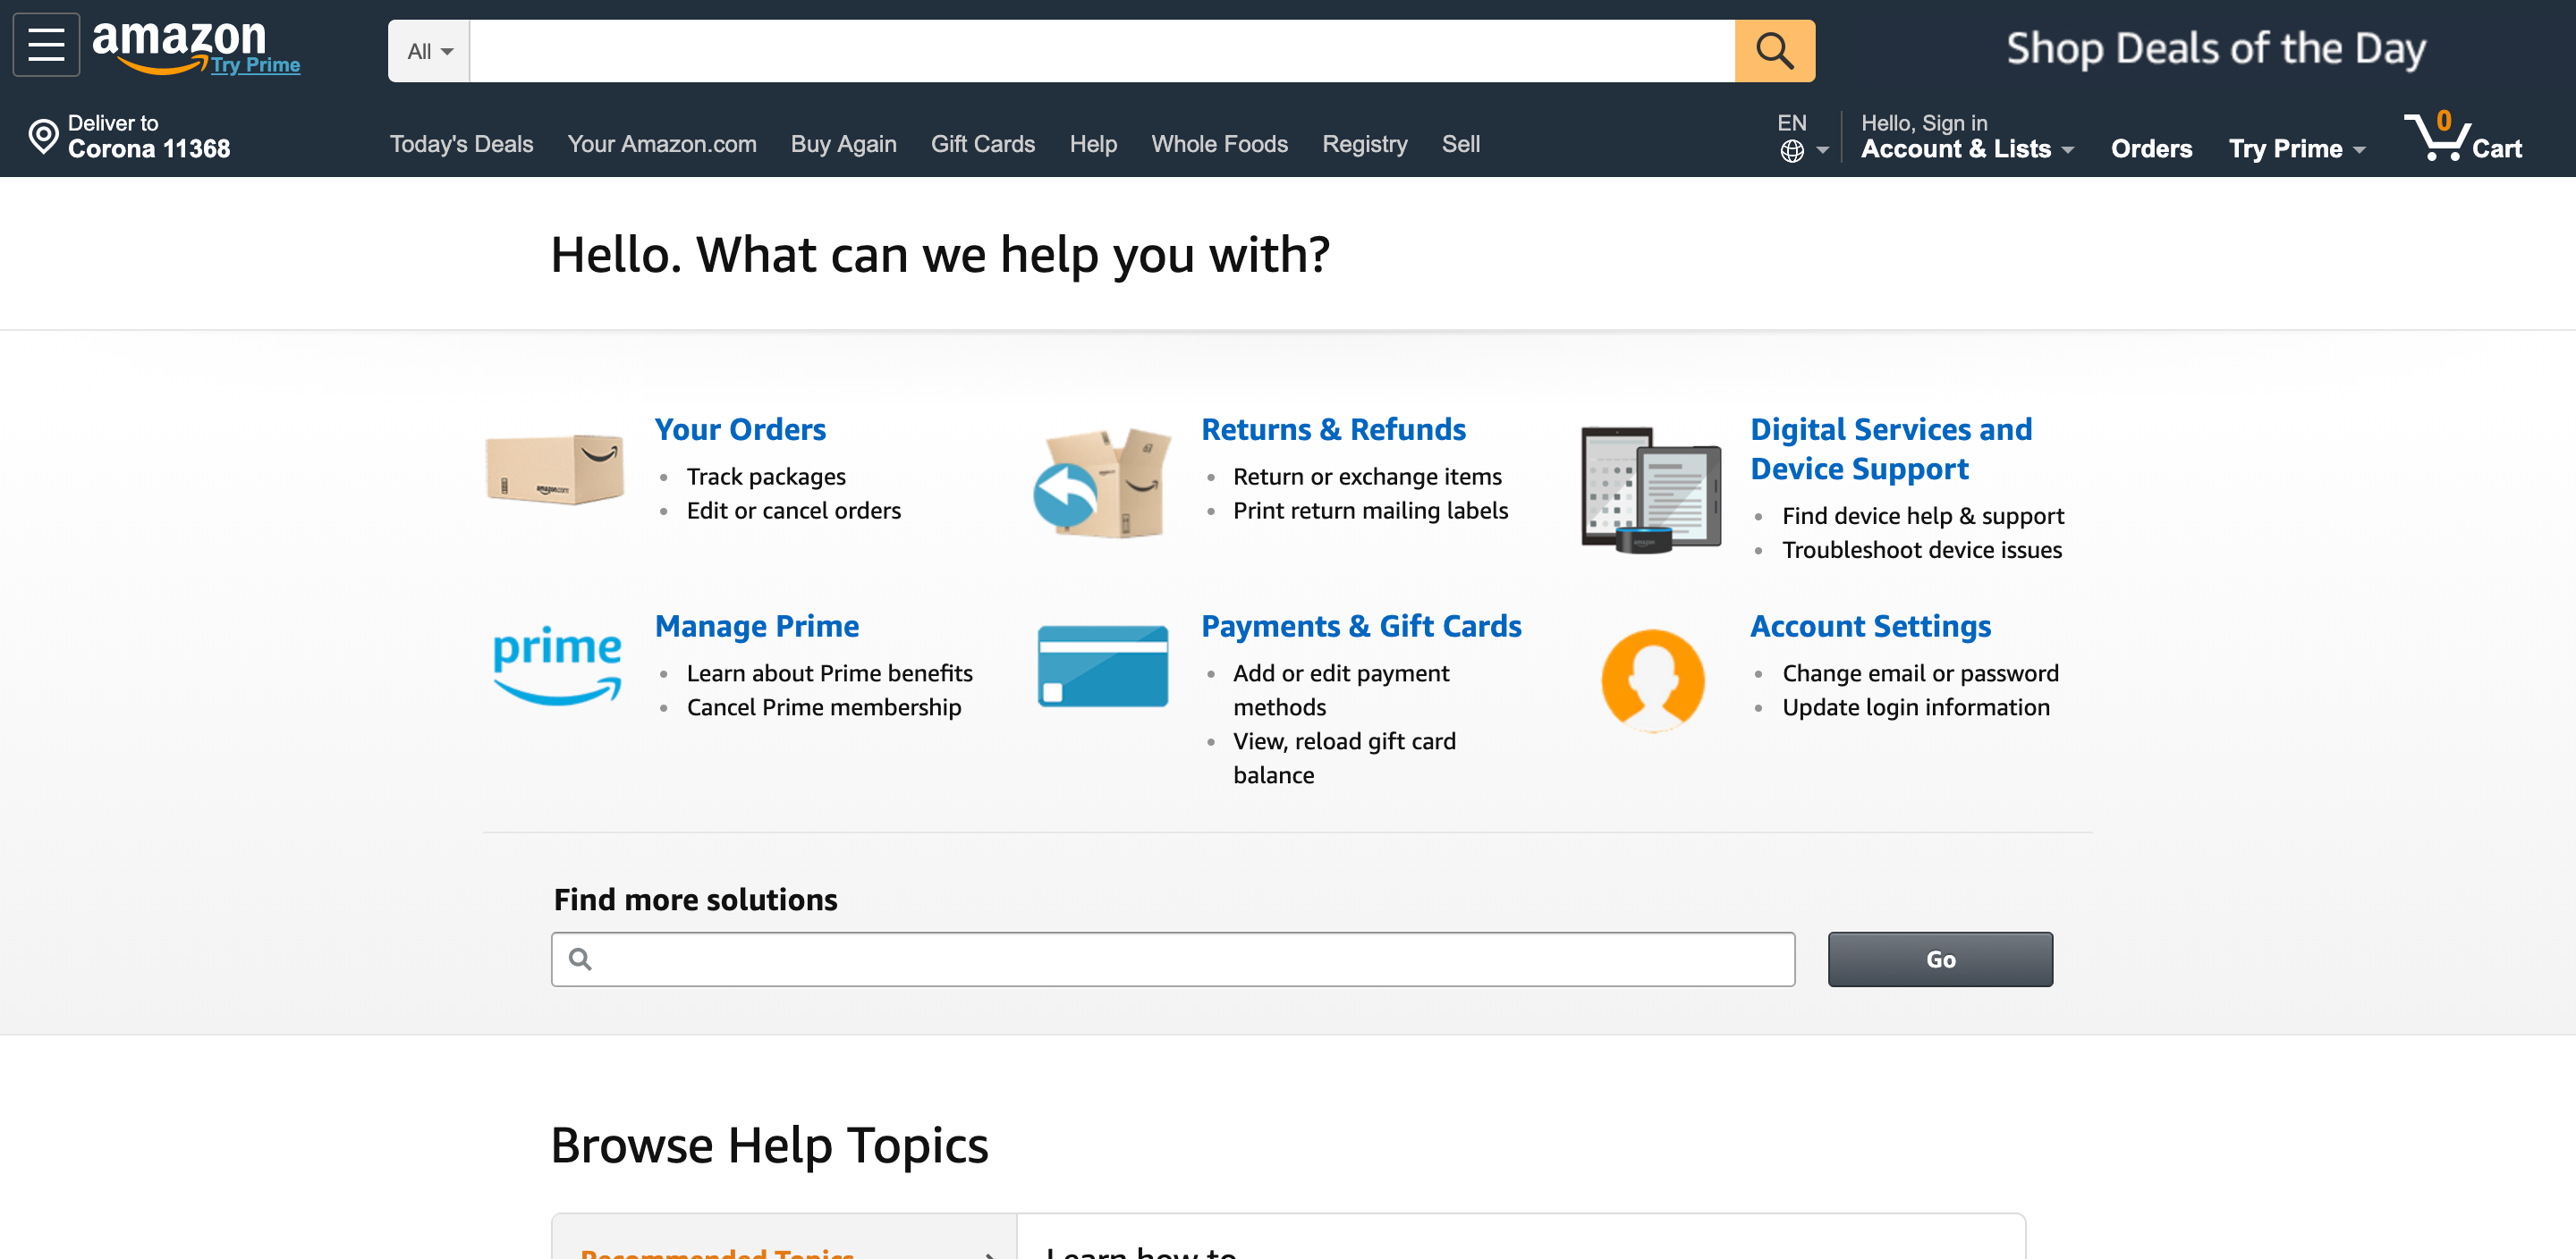 amazon
Try Prime
All
Shop Deals of the Day
Deliver to
Corona 11368
Today's Deals
Your Amazon.com
Buy Again
Gift Cards
Help
Whole Foods
Registry
Sell
EN
Hello, Sign in
Account & Lists
Orders
Try Prime
0
Cart
Hello. What can we help you with?
Your Orders
Track packages
Edit or cancel orders
Returns & Refunds
Return or exchange items
Print return mailing labels
Digital Services and
Device Support
Find device help & support
Troubleshoot device issues
prime
Manage Prime
Learn about Prime benefits
Cancel Prime membership
Payments & Gift Cards
Add or edit payment
methods
View, reload gift card
balance
Account Settings
Change email or password
Update login information
Find more solutions
Go
Browse Help Topics
Recommended Topics
Learn how to